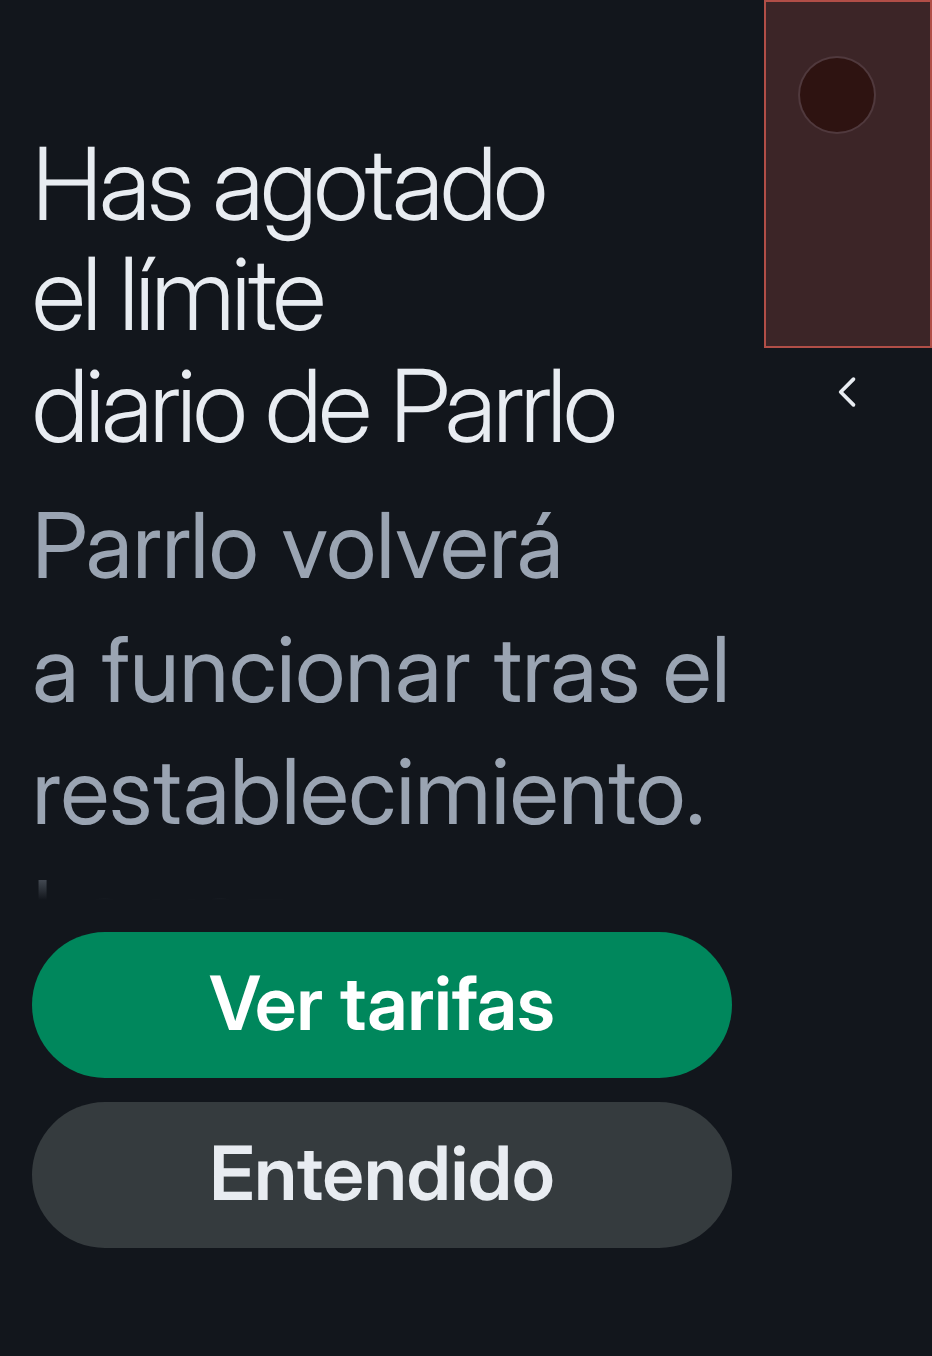 Has agotado
el límite
diario de Parrlo
Parrlo volverá
a funcionar tras el
restablecimiento.
Ver tarifas
Entendido